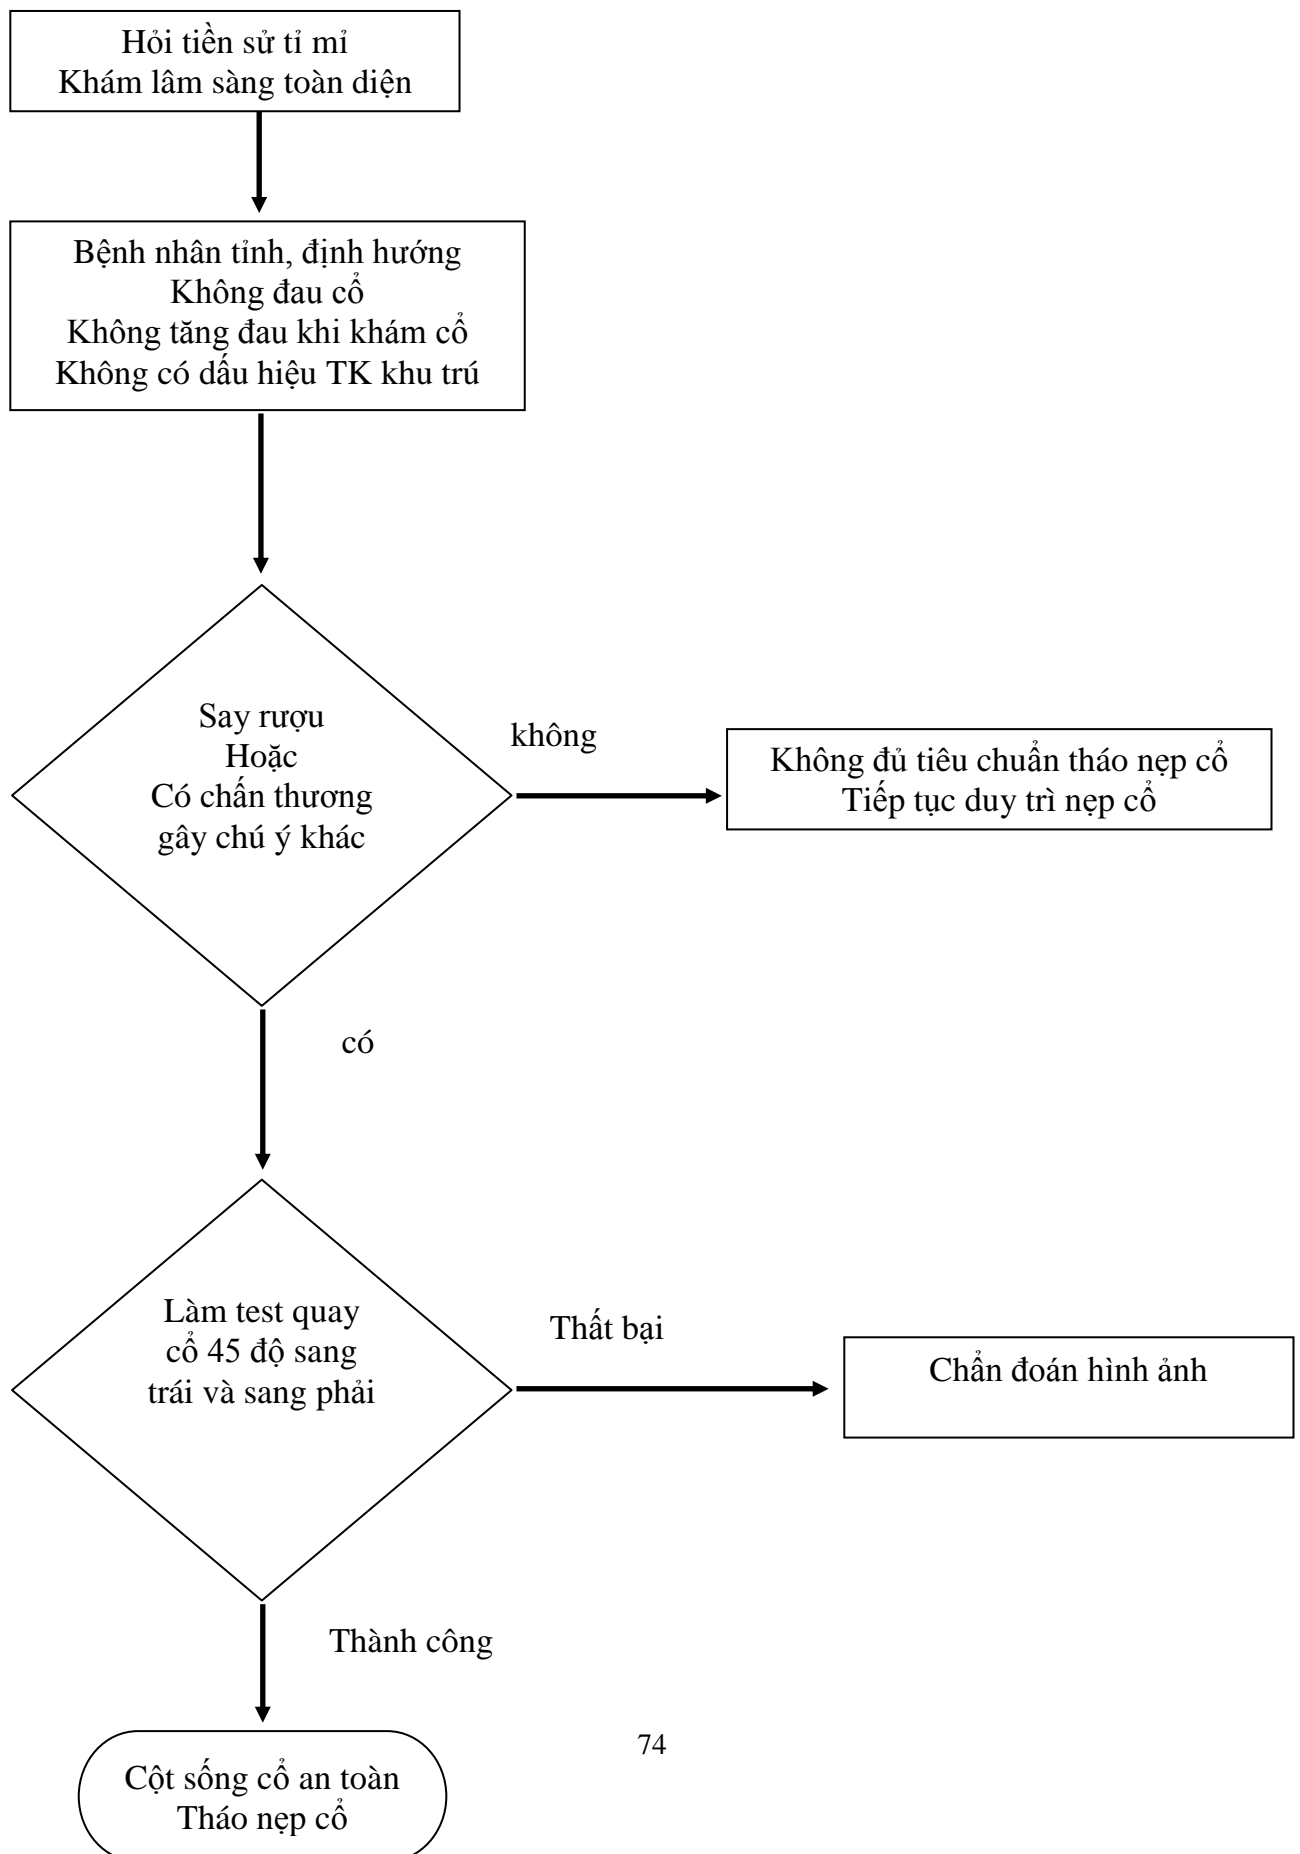 Hỏi tiền sử tỉ mỉ
Khám lâm sàng toàn diện
Bệnh nhân tỉnh, định hướng
Không đau cổ
Không tăng đau khi khám cổ
Không có dấu hiệu TK khu trú
Say rượu
Hoặc
Có chấn thương
gây chú ý khác
không
Không đủ tiêu chuẩn tháo nẹp cổ
Tiếp tục duy trì nẹp cổ
có
Làm test quay
cổ 45 độ sang
trái và sang phải
Thất bại
Chẩn đoán hình ảnh
Thành công
74
Cột sống cổ an toàn
Tháo nẹp cổ